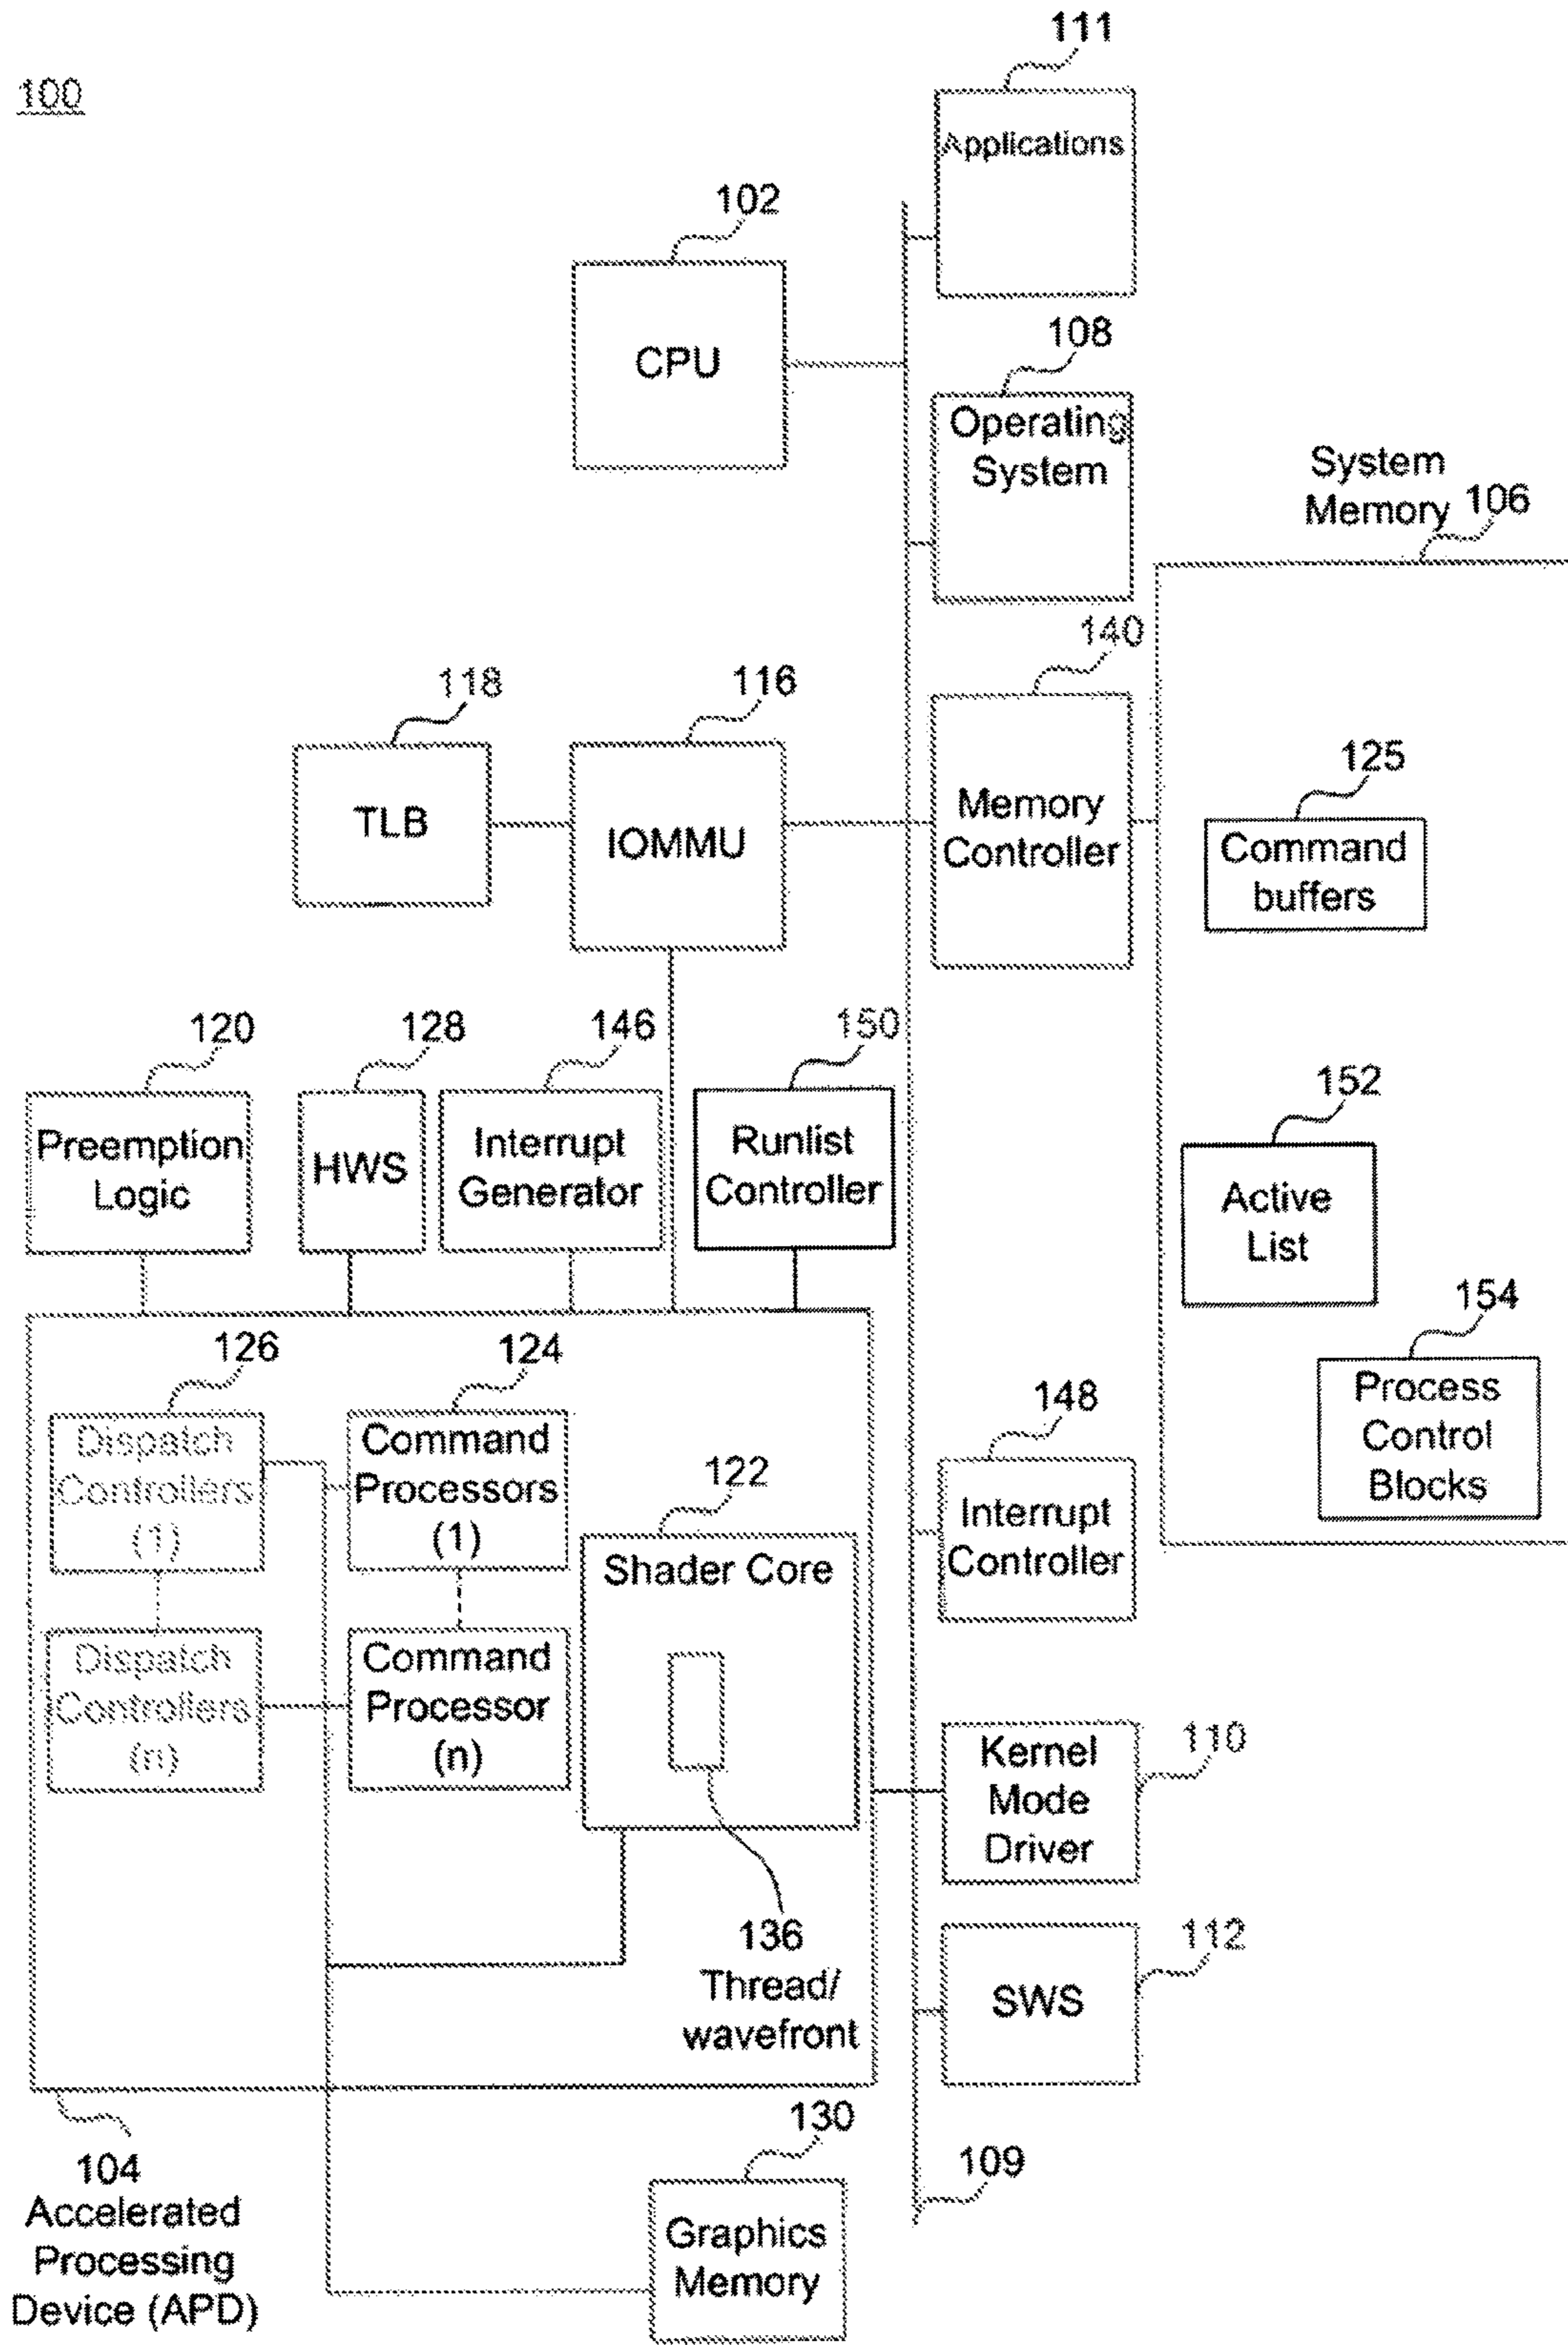 100
111
Applications
102
CPU
108
Operating
System
System
Memory 106
140
Memory
Controller
118
TLB
116
IOMMU
125
Command
buffers
120
Preemption
Logic
128
HWS
146
Interrupt
Generator
150
Runlist
Controller
152
Active
List
154
Process
Control
Blocks
126
Dispatch
Controllers
(1)
124
Command
Processors
(1)
122
Shader Core
148
Interrupt
Controller
Dispatch
Controllers
(n)
Command
Processor
(n)
110
Kernel
Mode
Driver
136
Thread/
wavefront
112
SWS
104
Accelerated
Processing
Device (APD)
130
Graphics
Memory
109